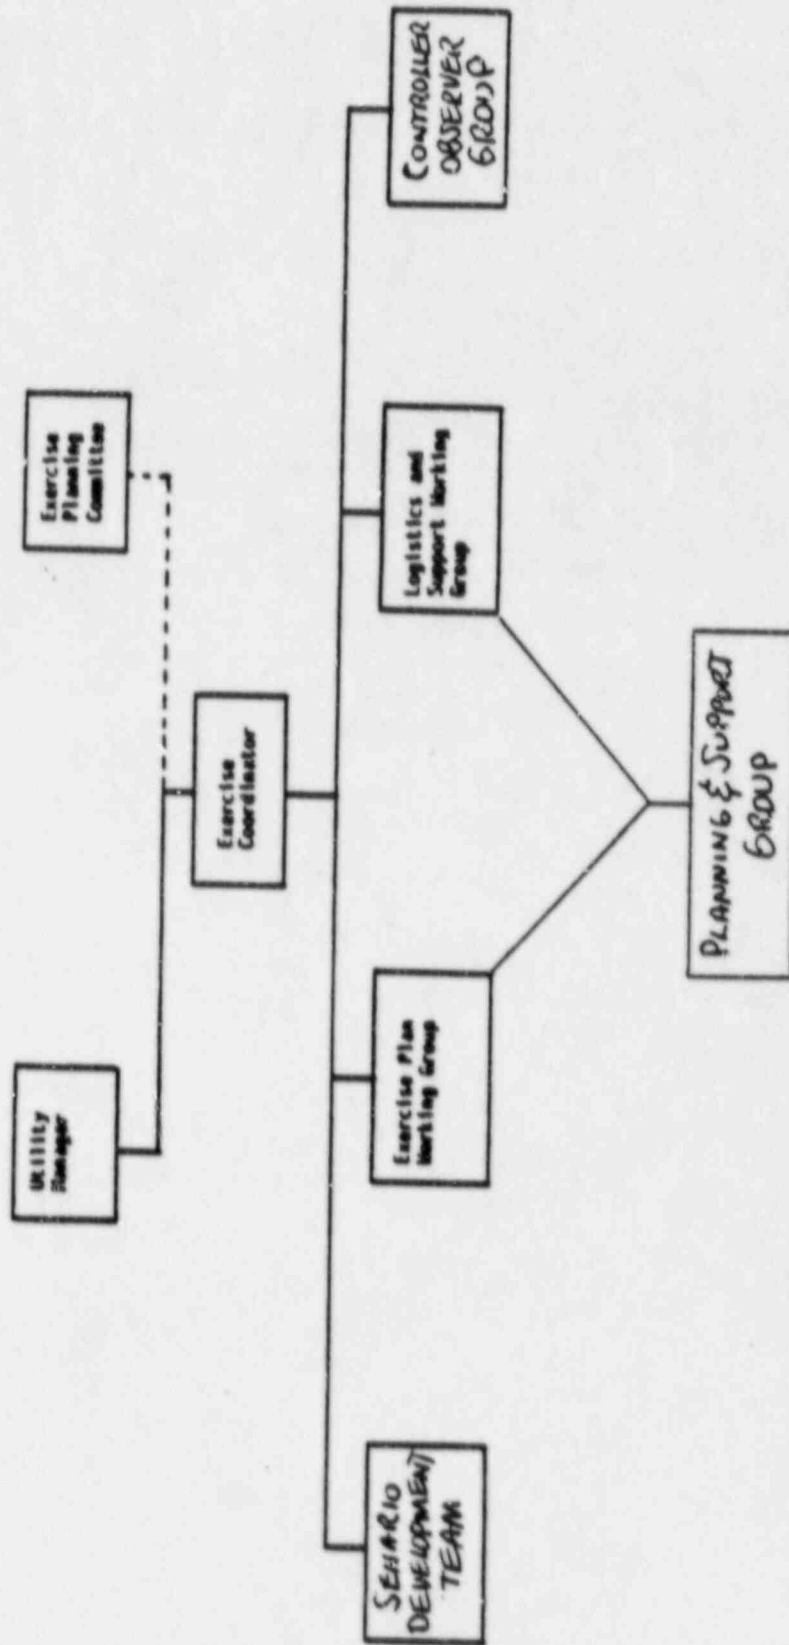 Utility
Manager
Exercise
Planning
Committee
Exercise
Coordinator
SENARIO
DEVELOPMENT
TEAM
Exercise Plan
Working Group
Logistics and
Support Working
Group
CONTROLLER
OBSERVER
GROUP
PLANNING & SUPPORT
GROUP